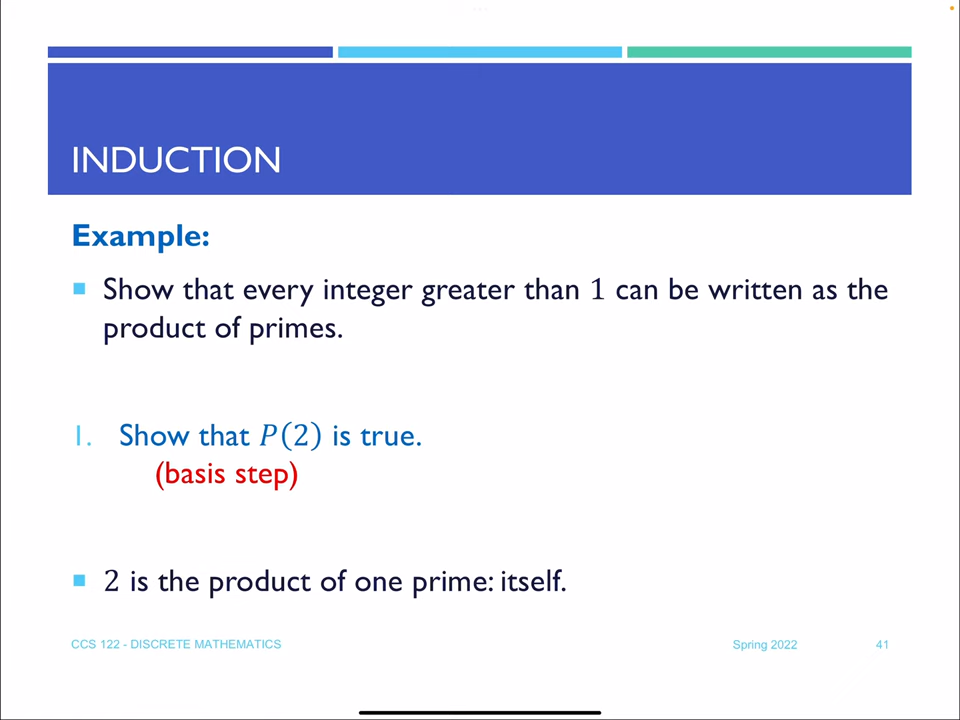 INDUCTION
Example:
Show that every integer greater than 1 can be written as the
product of primes.
1. Show that P(2) is true.
(basis step)
2 is the product of one prime: itself.
CCS 122 - DISCRETE MATHEMATICS Spring 2022 41